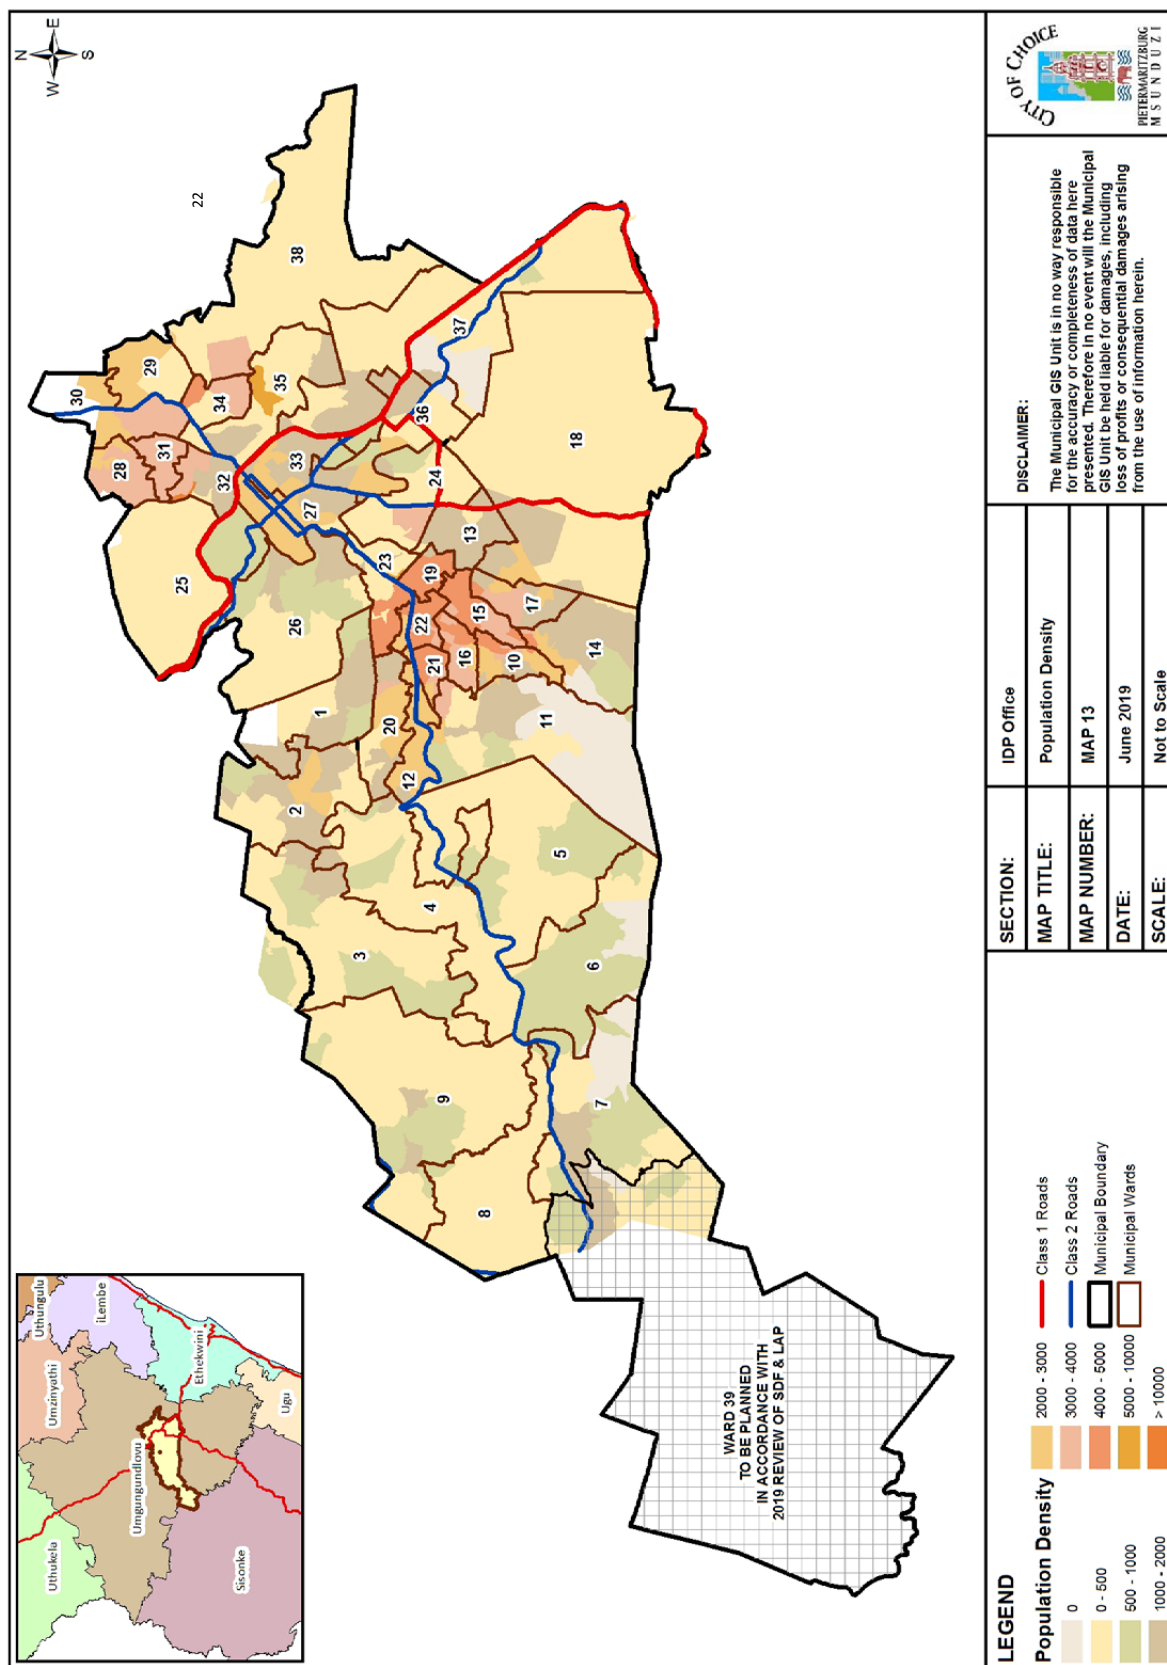 N
E
S
W
22
30
29
28
31
34
35
38
32
33
25
27
26
37
36
24
18
23
19
13
22
15
17
21
16
10
14
1
20
12
11
2
5
4
3
6
9
7
8
WARD 39
TO BE PLANNED
IN ACCORDANCE WITH
2019 REVIEW OF SDF & LAP
Uthukela
Umzinyathi
Uthungulu
iLembe
Umgungundlovu
Ethekwini
Ugu
Sisonke
LEGEND
Population Density
0
0 - 500
500 - 1000
1000 - 2000
2000 - 3000
3000 - 4000
4000 - 5000
5000 - 10000
> 10000
Class 1 Roads
Class 2 Roads
Municipal Boundary
Municipal Wards
SECTION: IDP Office
MAP TITLE: Population Density
MAP NUMBER: MAP 13
DATE: June 2019
SCALE: Not to Scale
DISCLAIMER:
The Municipal GIS Unit is in no way responsible
for the accuracy or completeness of data here
presented. Therefore in no event will the Municipal
GIS Unit be held liable for damages, including
loss of profits or consequential damages arising
from the use of information herein.
CITY OF CHOICE
PIETERMARITZBURG
MSUNDUZI